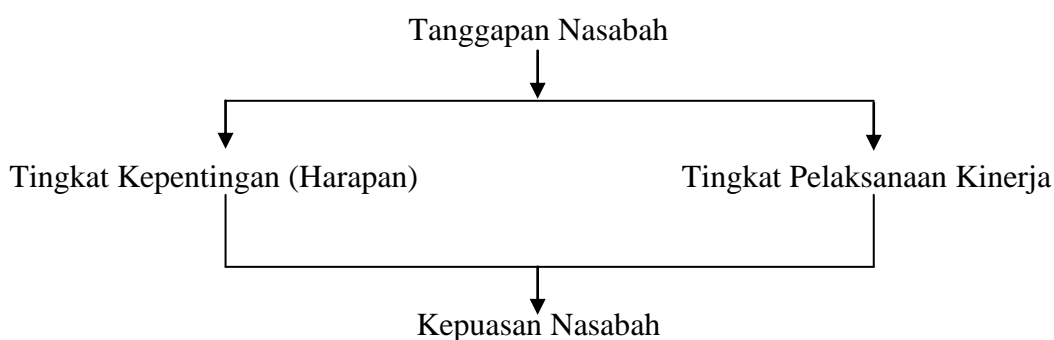 Tanggapan Nasabah
Tingkat Kepentingan (Harapan)
Tingkat Pelaksanaan Kinerja
Kepuasan Nasabah